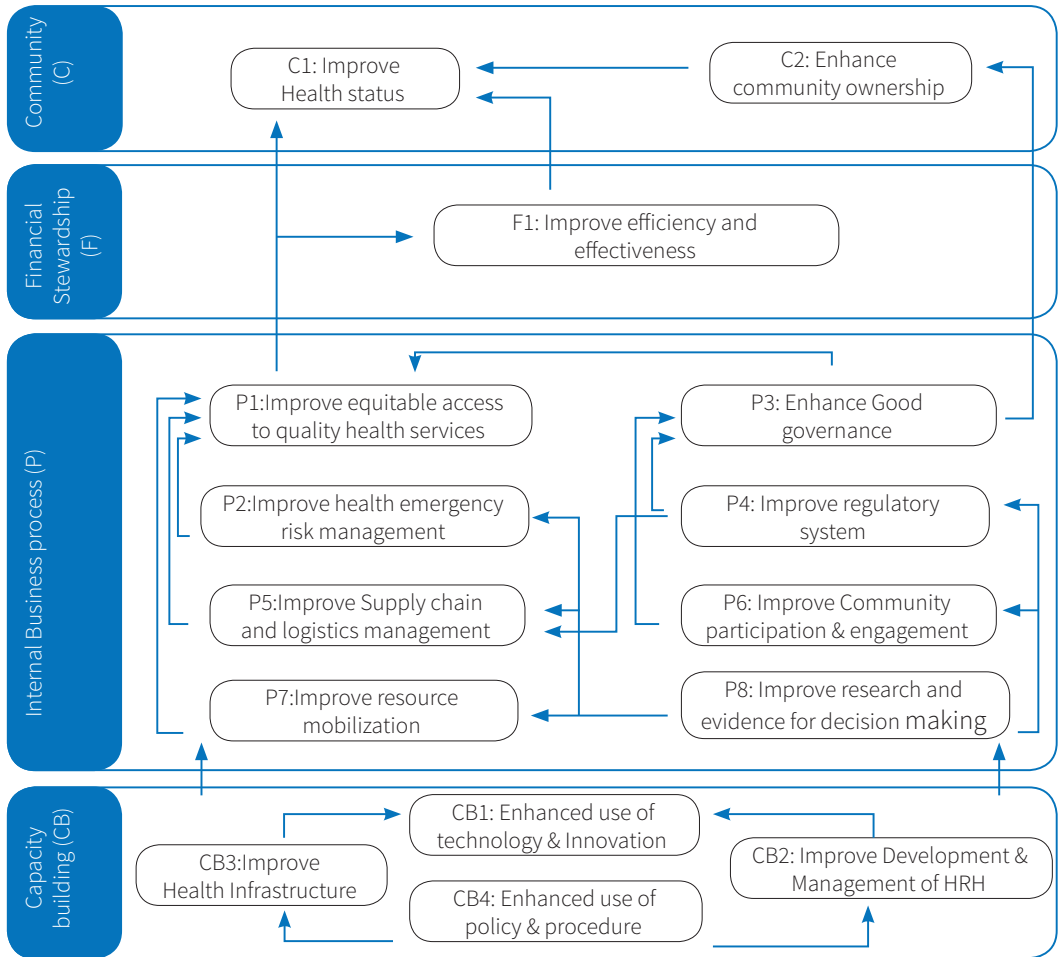 Community
(C)
C1: Improve
Health status
C2: Enhance
community ownership
Financial
Stewardship
(F)
F1: Improve efficiency and
effectiveness
Internal Business process (P)
P1:Improve equitable access
to quality health services
P3: Enhance Good
governance
P2:Improve health emergency
risk management
P4: Improve regulatory
system
P5:Improve Supply chain
and logistics management
P6: Improve Community
participation & engagement
P7:Improve resource
mobilization
P8: Improve research and
evidence for decision making
Capacity
building (CB)
CB1: Enhanced use of
technology & Innovation
CB3:Improve
Health Infrastructure
CB2: Improve Development &
Management of HRH
CB4: Enhanced use of
policy & procedure